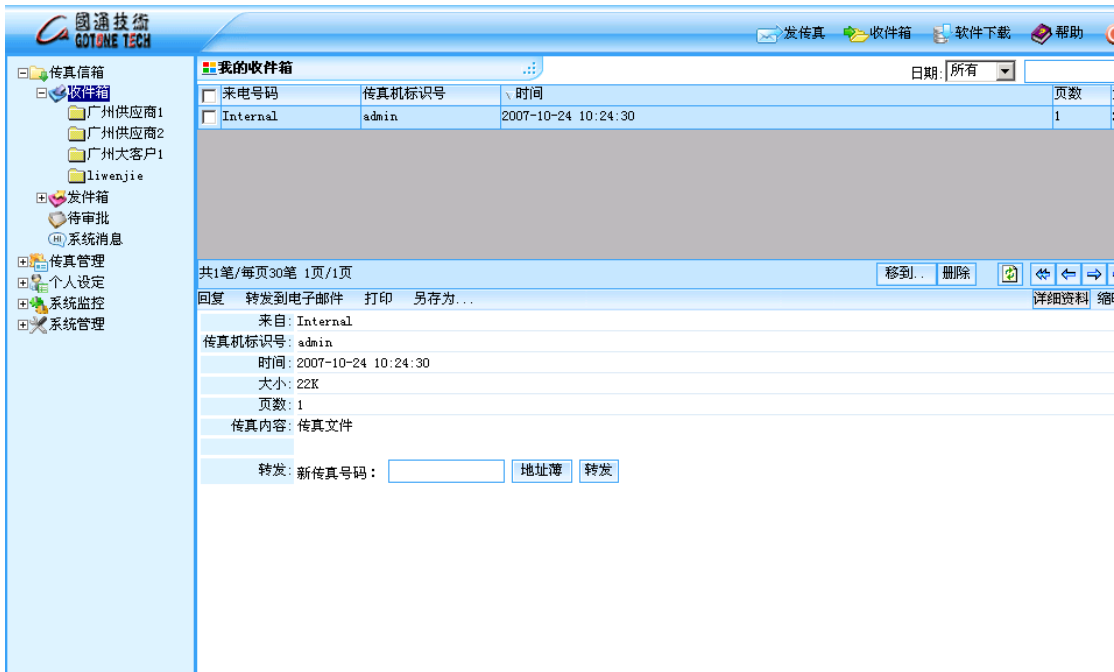 國通技術
GOTONE TECH
发传真 收件箱 软件下载 帮助
传真信箱
收件箱
广州供应商1
广州供应商2
广州大客户1
liwenjie
发件箱
待审批
系统消息
传真管理
个人设定
系统监控
系统管理
我的收件箱 日期: 所有
来电号码 传真机标识号 时间 页数
Internal admin 2007-10-24 10:24:30 1
共1笔/每页30笔 1页/1页 移到.. 删除
回复 转发到电子邮件 打印 另存为... 详细资料
来自: Internal
传真机标识号: admin
时间: 2007-10-24 10:24:30
大小: 22K
页数: 1
传真内容: 传真文件
转发: 新传真号码: 地址薄 转发